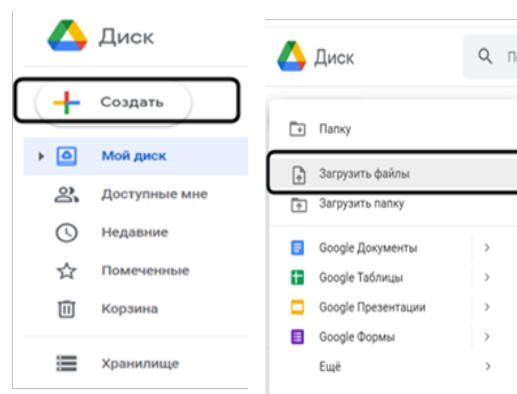 Диск
Создать
Мой диск
Доступные мне
Недавние
Помеченные
Корзина
Хранилище
Диск
Папку
Загрузить файлы
Загрузить папку
Google Документы
Google Таблицы
Google Презентации
Google Формы
Ещё